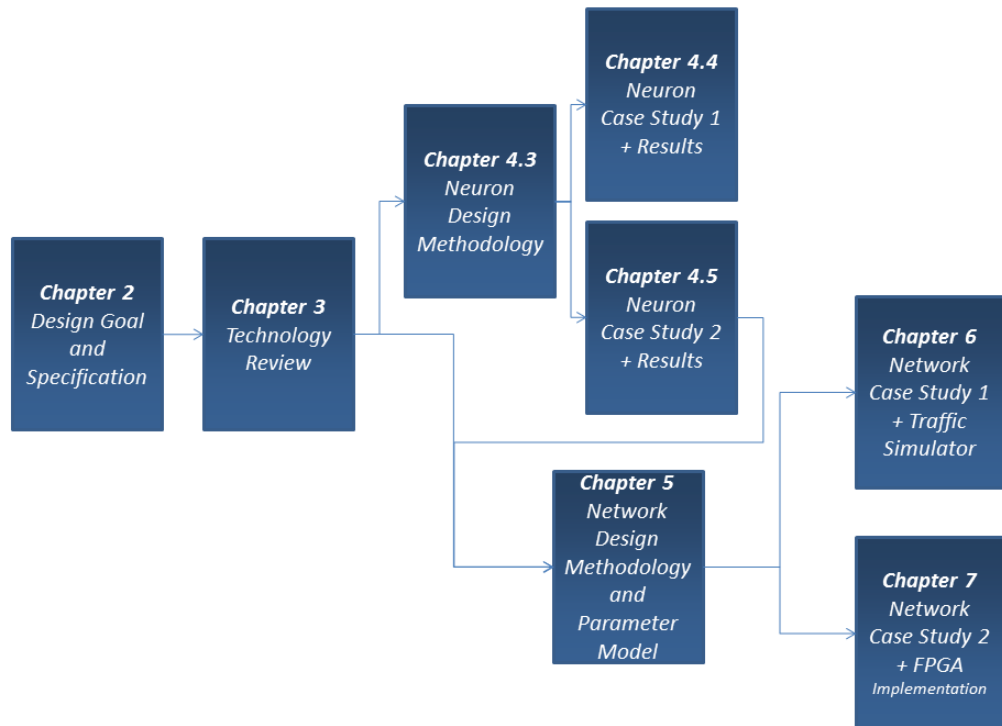 Chapter 2
Design Goal
and
Specification
Chapter 3
Technology
Review
Chapter 4.3
Neuron
Design
Methodology
Chapter 4.4
Neuron
Case Study 1
+ Results
Chapter 4.5
Neuron
Case Study 2
+ Results
Chapter 5
Network
Design
Methodology
and
Parameter
Model
Chapter 6
Network
Case Study 1
+ Traffic
Simulator
Chapter 7
Network
Case Study 2
+ FPGA
Implementation